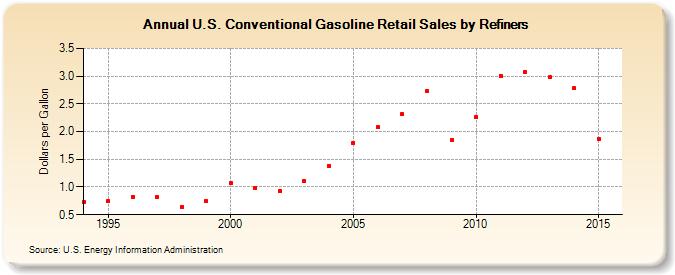 Annual U.S. Conventional Gasoline Retail Sales by Refiners
Dollars per Gallon
3.5
3.0
2.5
2.0
1.5
1.0
0.5
1995 2000 2005 2010 2015
Source: U.S. Energy Information Administration